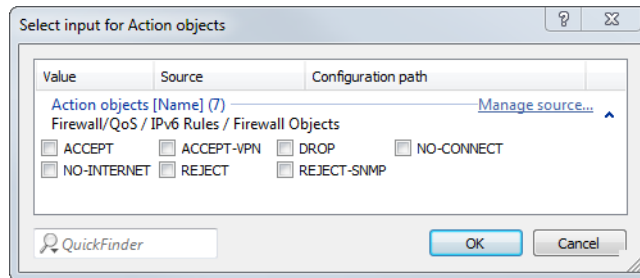 Select input for Action objects
Value Source Configuration path
Action objects [Name] (7) Manage source...
Firewall/QoS / IPv6 Rules / Firewall Objects
ACCEPT ACCEPT-VPN DROP NO-CONNECT
NO-INTERNET REJECT REJECT-SNMP
QuickFinder OK Cancel